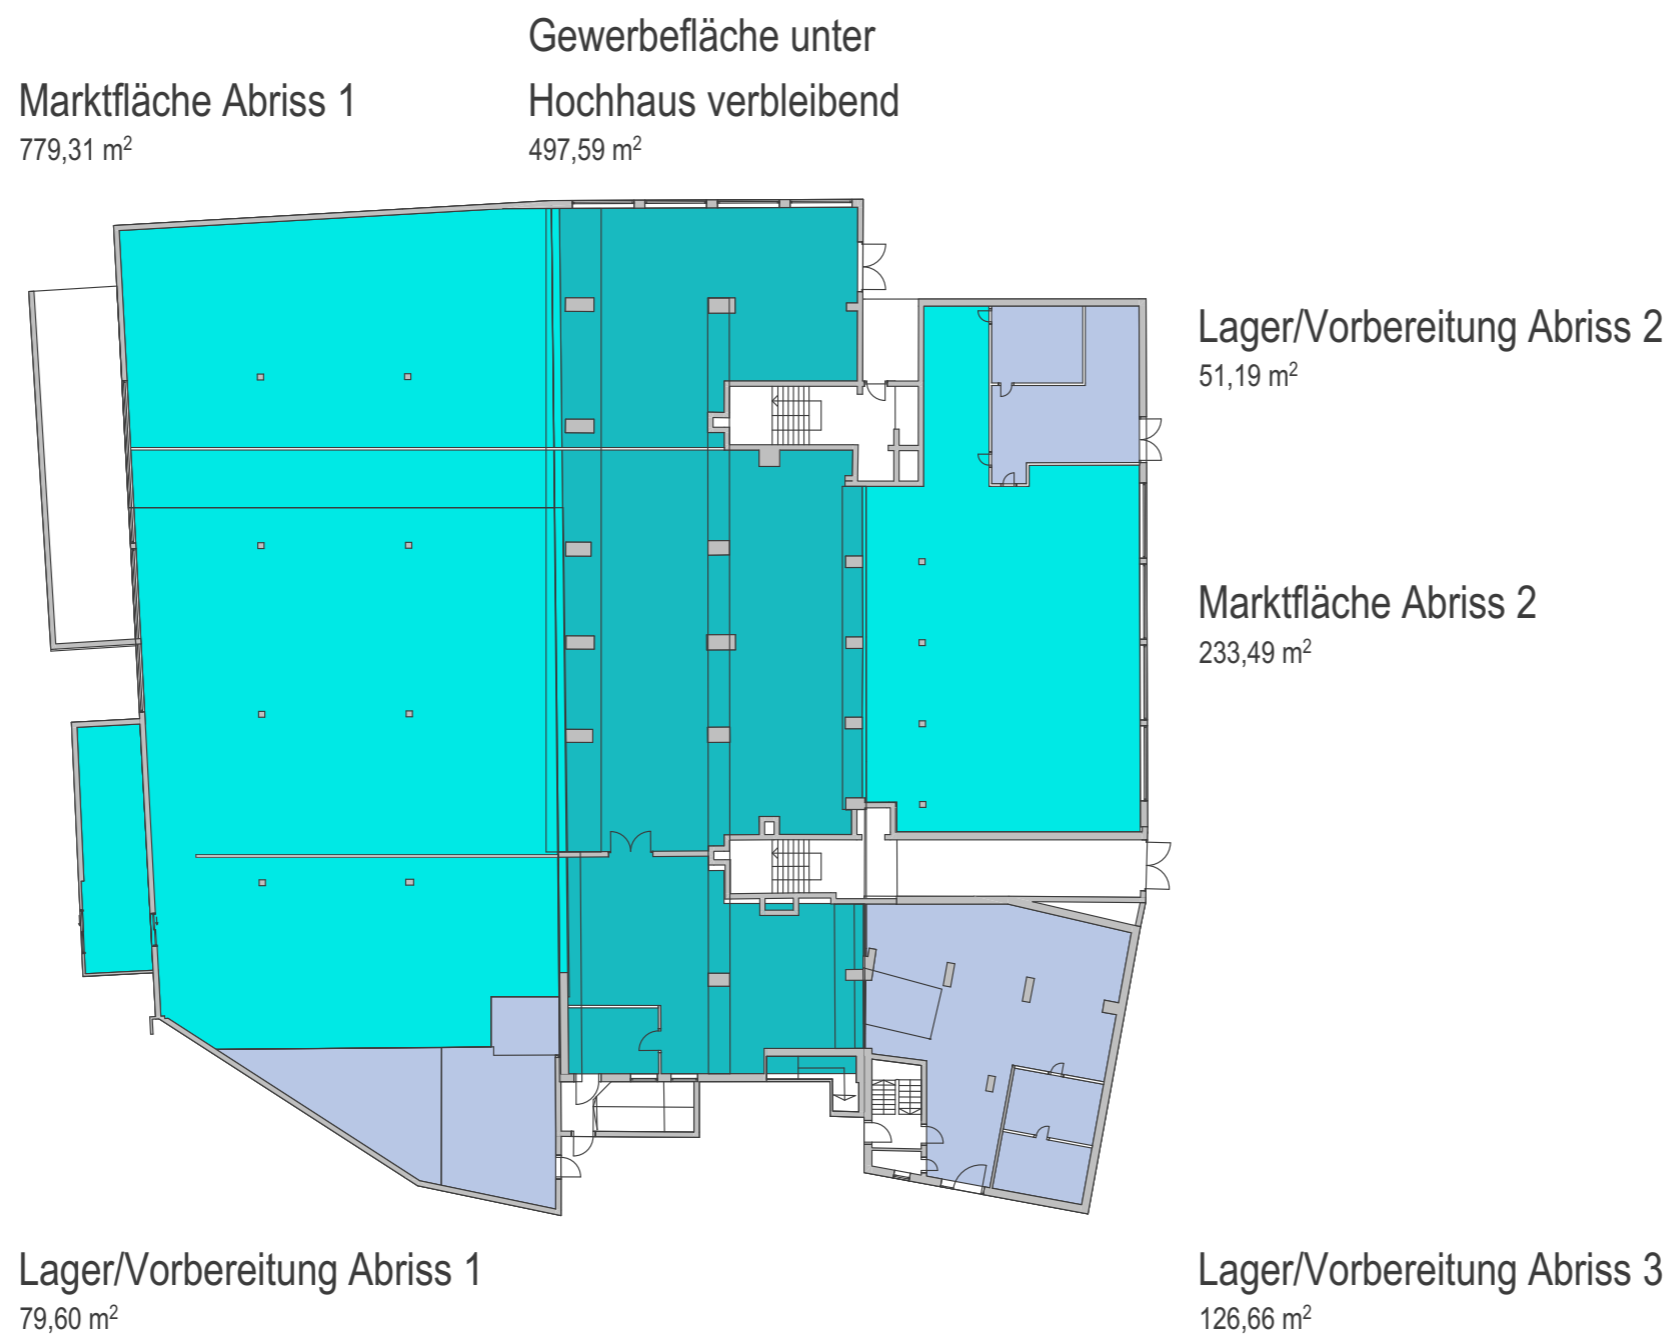 Gewerbefläche unter
Hochhaus verbleibend
497,59 m²
Marktfläche Abriss 1
779,31 m²
Lager/Vorbereitung Abriss 2
51,19 m²
Marktfläche Abriss 2
233,49 m²
Lager/Vorbereitung Abriss 1
79,60 m²
Lager/Vorbereitung Abriss 3
126,66 m²